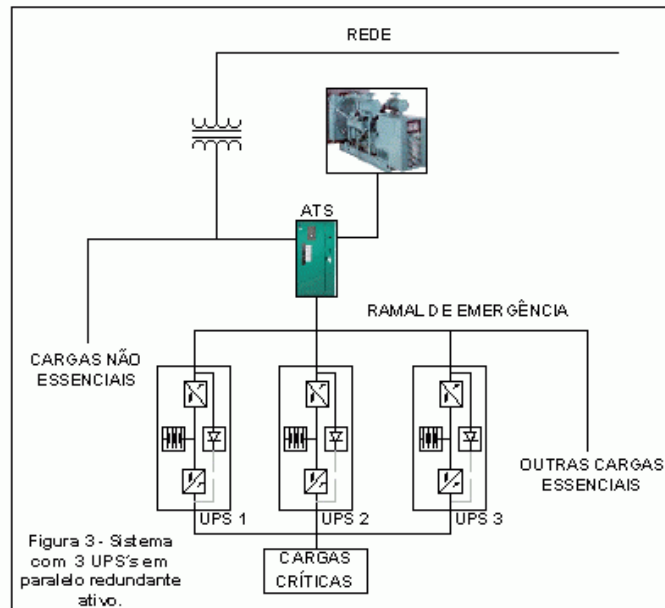 REDE
ATS
RAMAL DE EMERGÊNCIA
CARGAS NÃO
ESSENCIAIS
OUTRAS CARGAS
ESSENCIAIS
UPS 1
UPS 2
UPS 3
CARGAS
CRÍTICAS
Figura 3 - Sistema
com 3 UPS's em
paralelo redundante
ativo.